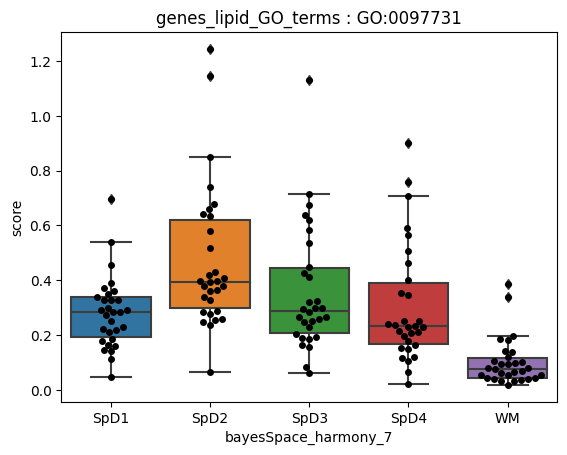 genes_lipid_GO_terms : GO:0097731
score
1.2
1.0
0.8
0.6
0.4
0.2
0.0
SpD1 SpD2 SpD3 SpD4 WM
bayesSpace_harmony_7